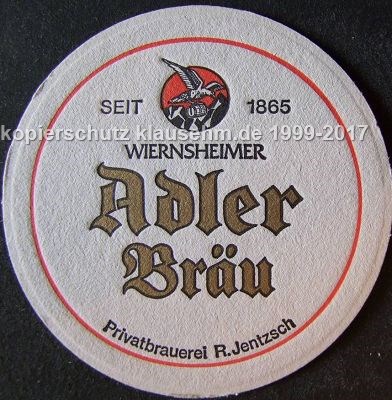 SEIT 1865
kopierschutz klausehm.de 1999-2017
WIERNSHEIMER
Adler
Bräu
Privatbrauerei R.Jentzsch